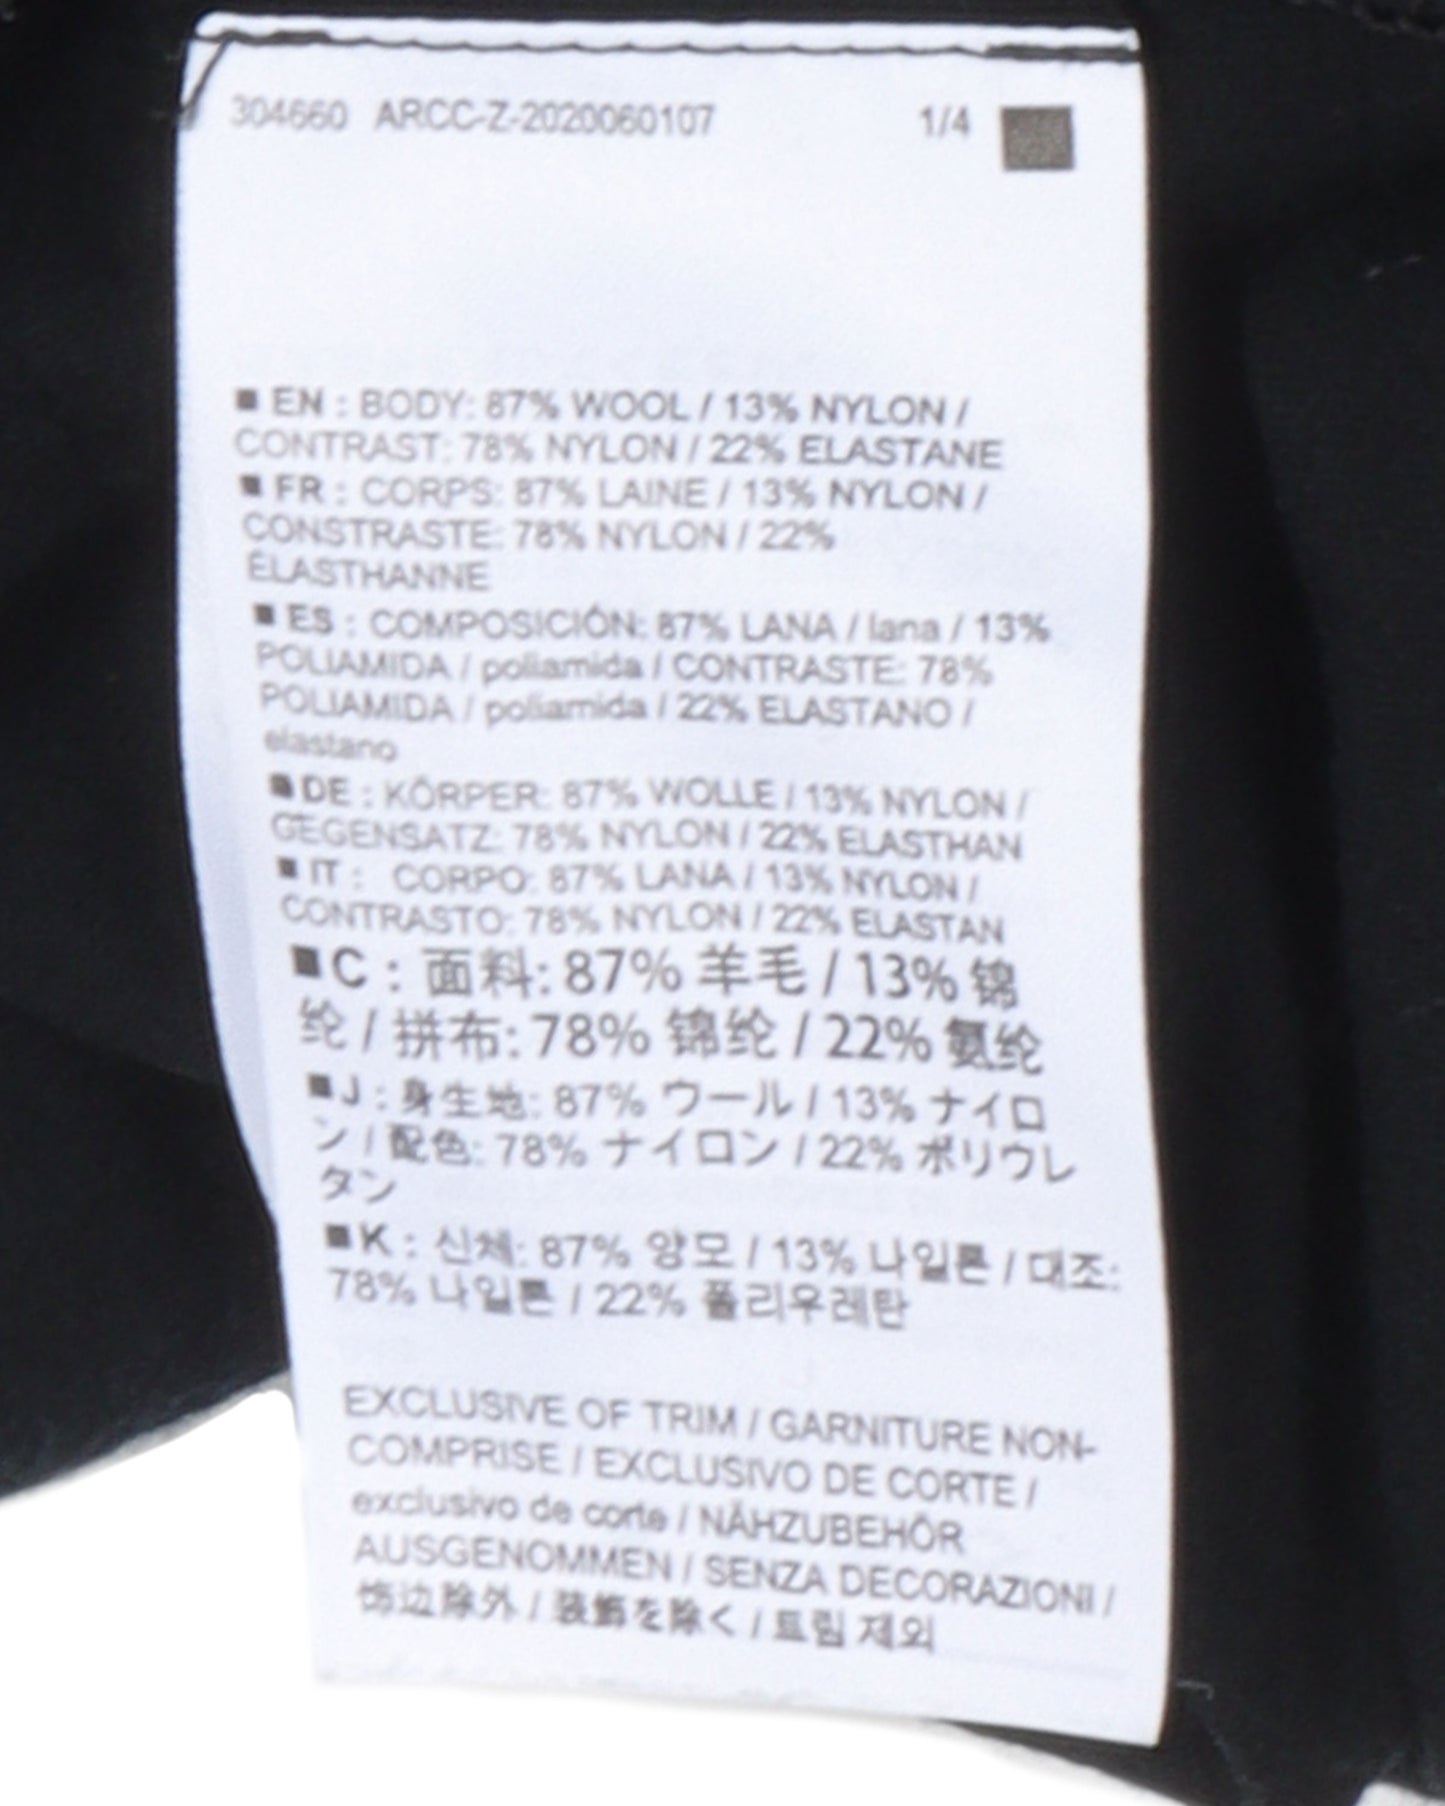 304660 ARCC-Z-2020060107 1/4
■ EN : BODY: 87% WOOL / 13% NYLON /
CONTRAST: 78% NYLON / 22% ELASTANE
■ FR : CORPS: 87% LAINE / 13% NYLON /
CONSTRASTE: 78% NYLON / 22%
ÉLASTHANNE
■ ES : COMPOSICIÓN: 87% LANA / lana / 13%
POLIAMIDA / poliamida / CONTRASTE: 78%
POLIAMIDA / poliamida / 22% ELASTANO /
elastano
■ DE : KÖRPER: 87% WOLLE / 13% NYLON /
GEGENSATZ: 78% NYLON / 22% ELASTHAN
■ IT : CORPO: 87% LANA / 13% NYLON /
CONTRASTO: 78% NYLON / 22% ELASTAN
■ C : 面料: 87% 羊毛 / 13% 锦
纶 / 拼布: 78% 锦纶 / 22% 氨纶
■ J : 身生地: 87% ウール / 13% ナイロ
ン / 配色: 78% ナイロン / 22% ポリウレ
タン
■ K : 신체: 87% 양모 / 13% 나일론 / 대조:
78% 나일론 / 22% 폴리우레탄
EXCLUSIVE OF TRIM / GARNITURE NON-
COMPRISE / EXCLUSIVO DE CORTE /
exclusivo de corte / NÄHZUBEHÖR
AUSGENOMMEN / SENZA DECORAZIONI /
饰边除外 / 装飾を除く / 트림 제외